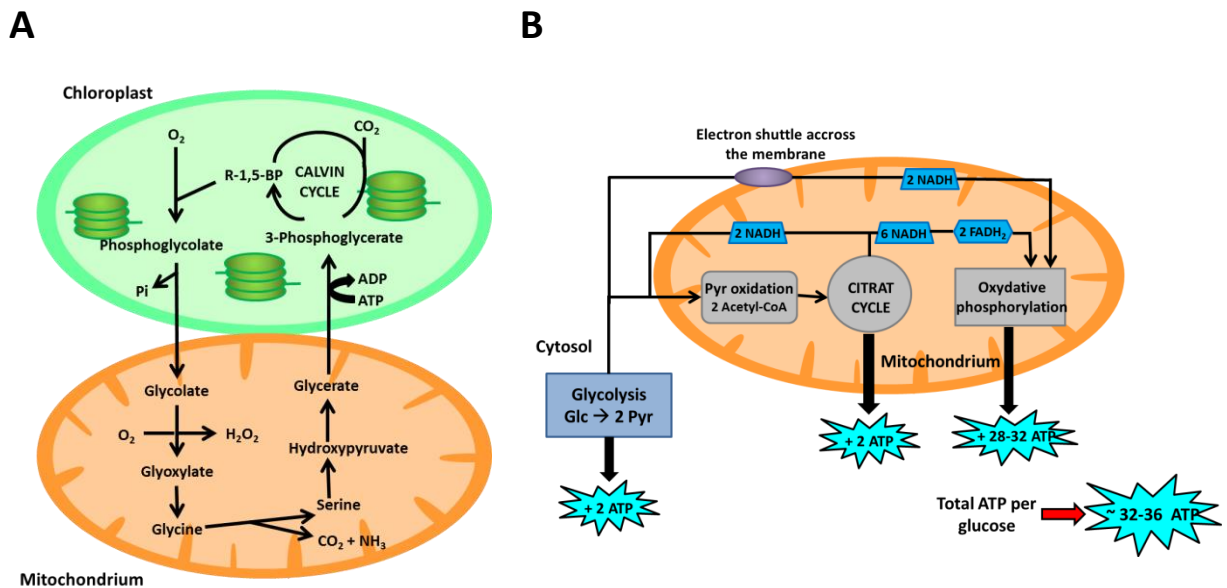 A
B
Chloroplast
O₂
CO₂
R-1,5-BP
CALVIN
CYCLE
Phosphoglycolate
3-Phosphoglycerate
Pi
ADP
ATP
Glycolate
Glycerate
O₂
H₂O₂
Hydroxypyruvate
Glyoxylate
Serine
Glycine
CO₂ + NH₃
Mitochondrium
Electron shuttle accross
the membrane
2 NADH
2 NADH
6 NADH
2 FADH₂
Pyr oxidation
2 Acetyl-CoA
CITRAT
CYCLE
Oxydative
phosphorylation
Cytosol
Mitochondrium
Glycolysis
Glc → 2 Pyr
+ 2 ATP
+ 2 ATP
+ 28-32 ATP
Total ATP per
glucose
~ 32-36 ATP